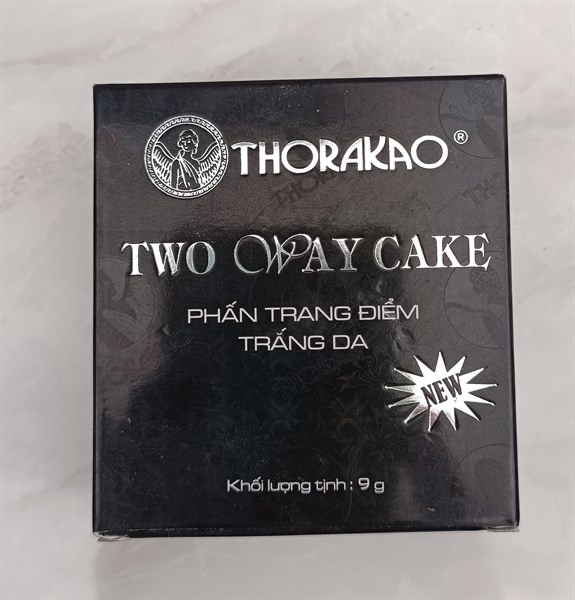 THORAKAO®
TWO WAY CAKE
PHẤN TRANG ĐIỂM
TRẮNG DA
NEW
Khối lượng tịnh : 9 g